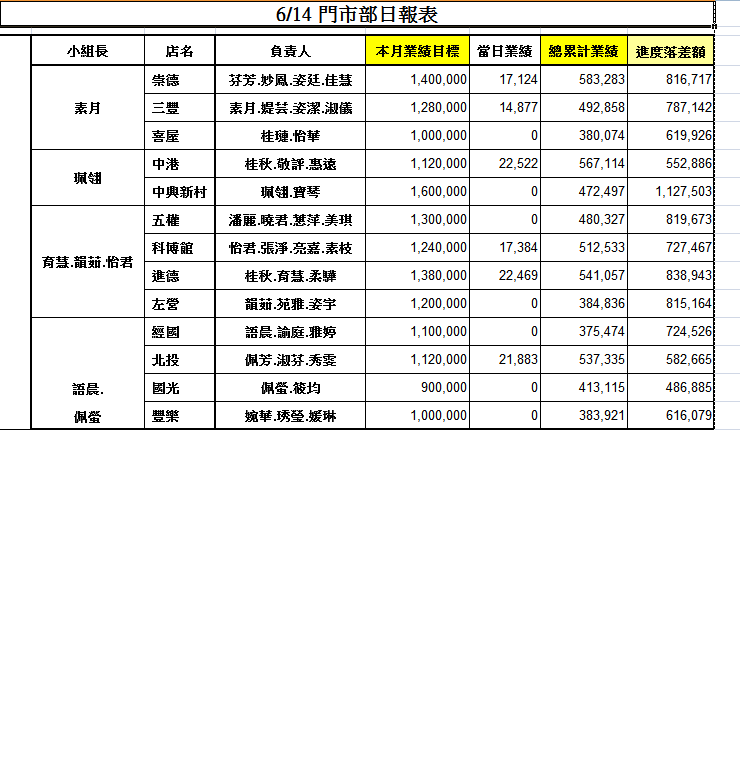 6/14 門市部日報表
小組長 店名 負責人 本月業績目標 當日業績 總累計業績 進度落差額
素月 崇德 芬芳.妙鳳.姿廷.佳慧 1,400,000 17,124 583,283 816,717
三豐 素月.緹芸.姿潔.淑儀 1,280,000 14,877 492,858 787,142
喜屋 桂璉.怡華 1,000,000 0 380,074 619,926
珮翎 中港 桂秋.敬評.惠遠 1,120,000 22,522 567,114 552,886
中興新村 珮翎.寶琴 1,600,000 0 472,497 1,127,503
育慧.韻茹.怡君 五權 潘麗.曉君.蕙萍.美琪 1,300,000 0 480,327 819,673
科博館 怡君.張淨.亮嘉.素枝 1,240,000 17,384 512,533 727,467
進德 桂秋.育慧.柔驊 1,380,000 22,469 541,057 838,943
左營 韻茹.苑雅.姿宇 1,200,000 0 384,836 815,164
語晨.
佩螢 經國 語晨.諭庭.雅婷 1,100,000 0 375,474 724,526
北投 佩芳.淑芬.秀雯 1,120,000 21,883 537,335 582,665
國光 佩螢.筱均 900,000 0 413,115 486,885
豐樂 婉華.琇瑩.媛琳 1,000,000 0 383,921 616,079